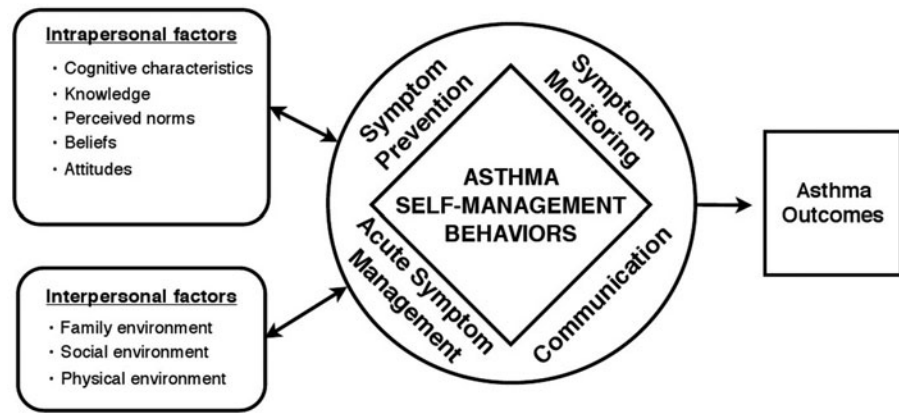 Intrapersonal factors
· Cognitive characteristics
· Knowledge
· Perceived norms
· Beliefs
· Attitudes
Interpersonal factors
· Family environment
· Social environment
· Physical environment
Symptom
Prevention
Symptom
Monitoring
ASTHMA
SELF-MANAGEMENT
BEHAVIORS
Acute Symptom
Management
Communication
Asthma
Outcomes